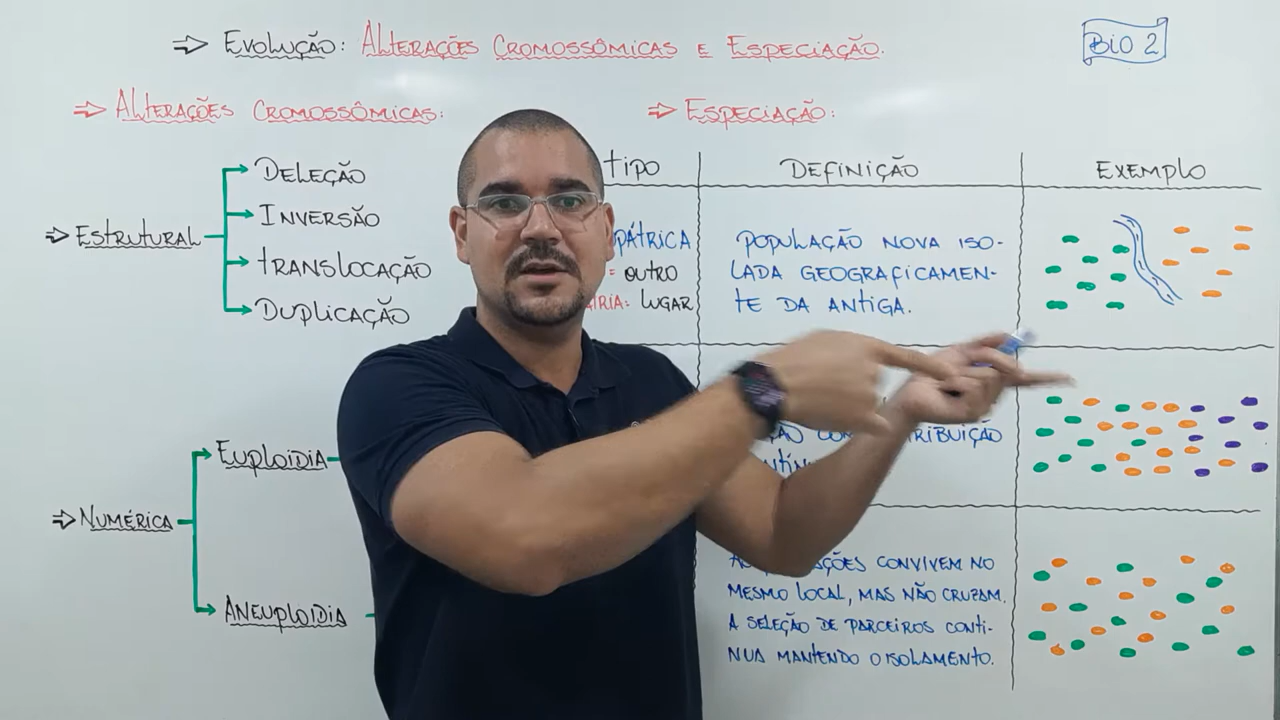 ⇒ EVOLUÇÃO: ALTERAÇÕES CROMOSSÔMICAS E ESPECIAÇÃO.
BIO 2
⇒ ALTERAÇÕES CROMOSSÔMICAS:
⇒ ESTRUTURAL
DELEÇÃO
INVERSÃO
TRANSLOCAÇÃO
DUPLICAÇÃO
⇒ NUMÉRICA
EUPLOIDIA
ANEUPLOIDIA
⇒ ESPECIAÇÃO:
TIPO
DEFINIÇÃO
EXEMPLO
PÁTRICA
= OUTRO
LUGAR
POPULAÇÃO NOVA ISO-
LADA GEOGRAFICAMEN-
TE DA ANTIGA.
CONVIVEM NO
MESMO LOCAL, MAS NÃO CRUZAM.
A SELEÇÃO DE PARCEIROS CONTI-
NUA MANTENDO O ISOLAMENTO.